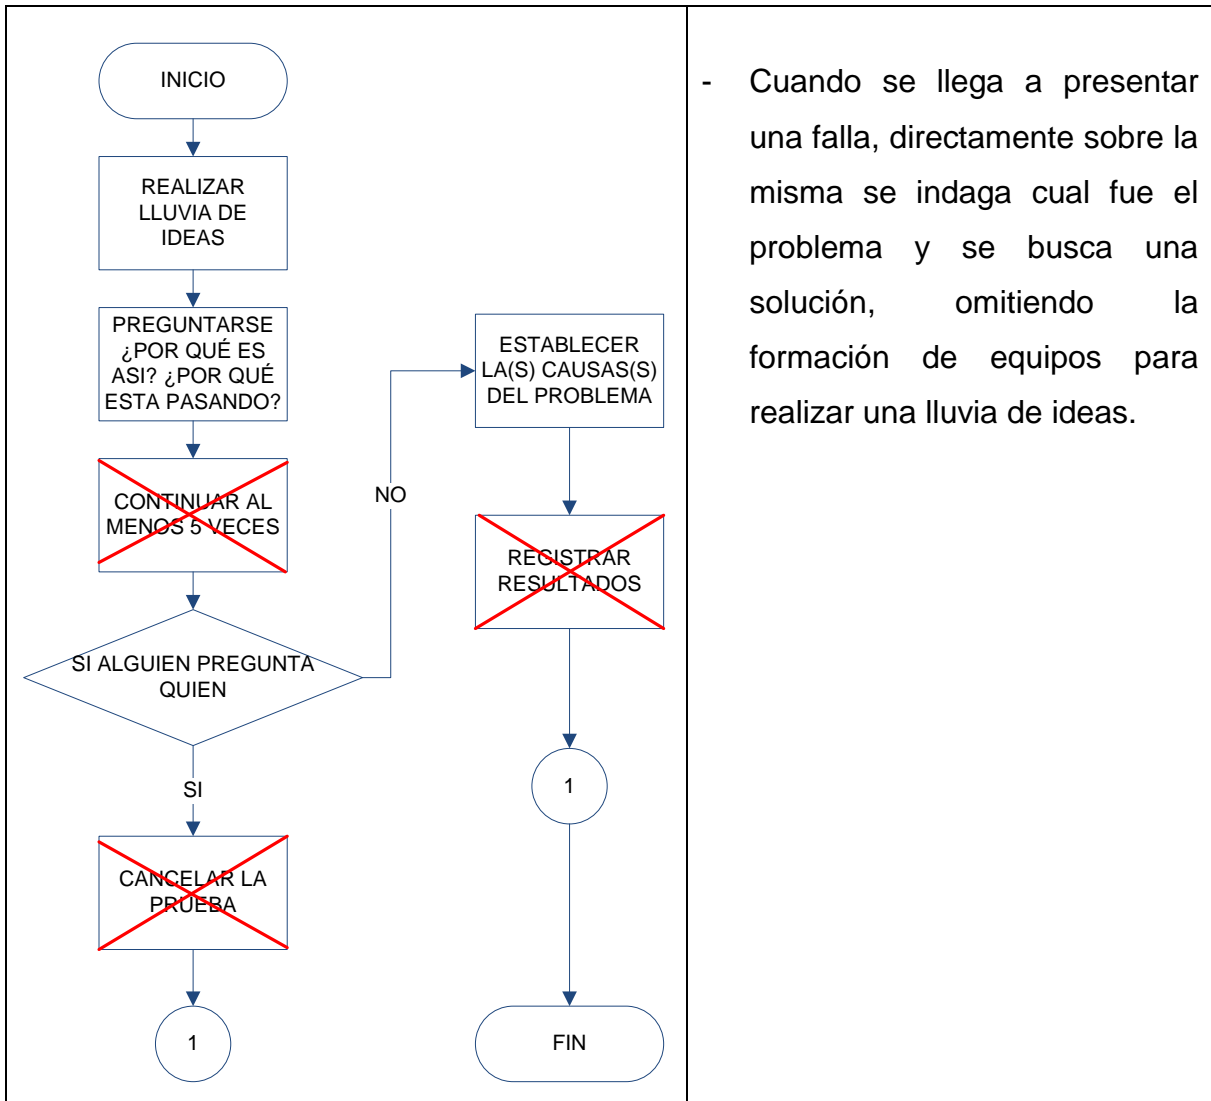 INICIO
REALIZAR
LLUVIA DE
IDEAS
PREGUNTARSE
¿POR QUÉ ES
ASI? ¿POR QUÉ
ESTA PASANDO?
CONTINUAR AL
MENOS 5 VECES
SI ALGUIEN PREGUNTA
QUIEN
SI
CANCELAR LA
PRUEBA
1
NO
ESTABLECER
LA(S) CAUSAS(S)
DEL PROBLEMA
REGISTRAR
RESULTADOS
1
FIN
- Cuando se llega a presentar
una falla, directamente sobre la
misma se indaga cual fue el
problema y se busca una
solución, omitiendo la
formación de equipos para
realizar una lluvia de ideas.